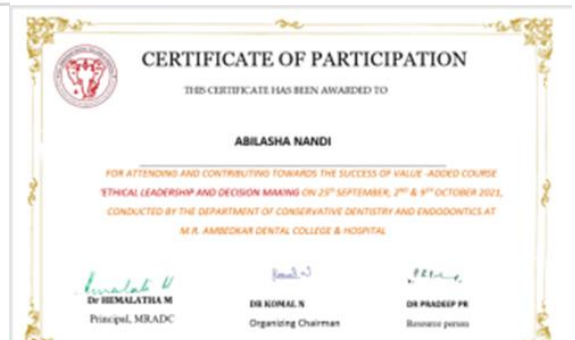 CERTIFICATE OF PARTICIPATION
THIS CERTIFICATE HAS BEEN AWARDED TO
ABILASHA NANDI
FOR ATTENDING AND CONTRIBUTING TOWARDS THE SUCCESS OF VALUE -ADDED COURSE
'ETHICAL LEADERSHIP AND DECISION MAKING ON 25TH SEPTEMBER, 2ND & 9TH OCTOBER 2021,
CONDUCTED BY THE DEPARTMENT OF CONSERVATIVE DENTISTRY AND ENDODONTICS AT
M.R. AMBEDKAR DENTAL COLLEGE & HOSPITAL
Dr HEMALATHA M
Principal, MRADC
DR KOMAL N
Organizing Chairman
DR PRADEEP PR
Resource person